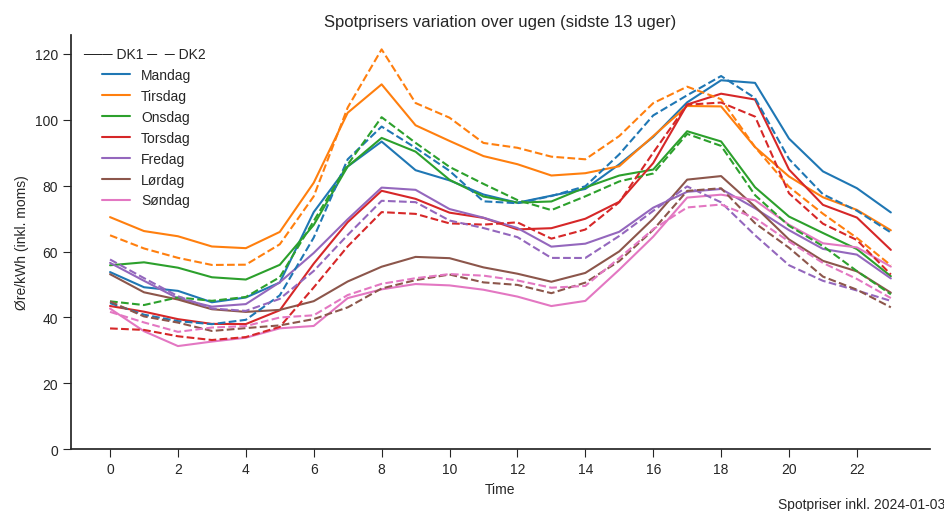 Spotprisers variation over ugen (sidste 13 uger)
DK1 DK2
Mandag
Tirsdag
Onsdag
Torsdag
Fredag
Lørdag
Søndag
Øre/kWh (inkl. moms)
120
100
80
60
40
20
0
0 2 4 6 8 10 12 14 16 18 20 22
Time
Spotpriser inkl. 2024-01-03